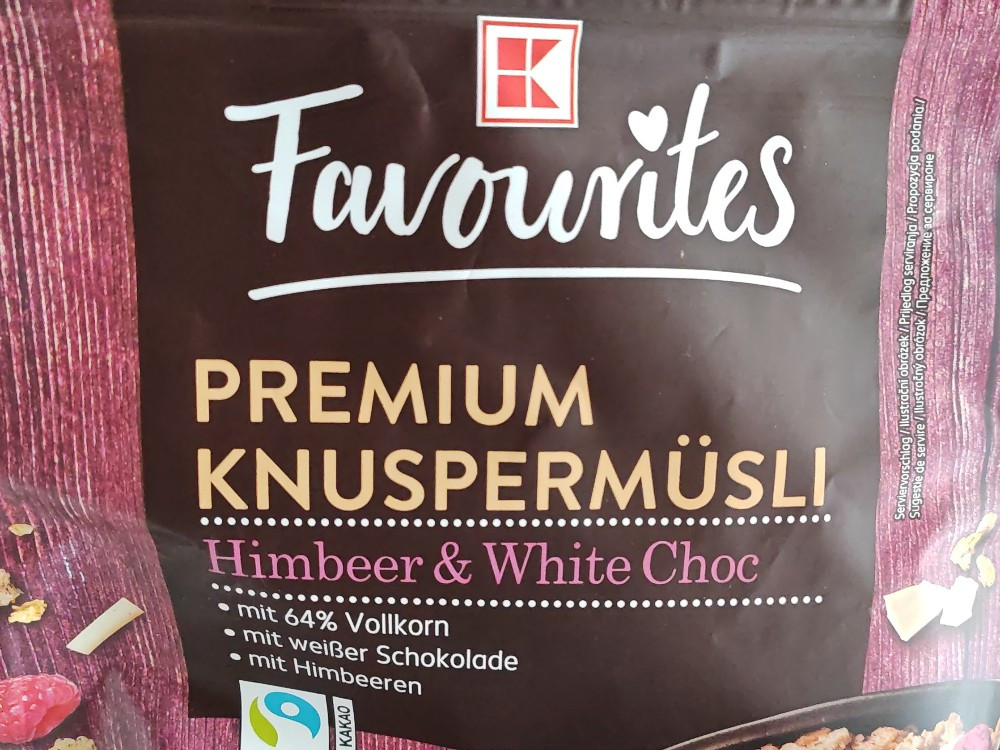 K
Favourites
PREMIUM
KNUSPERMÜSLI
Himbeer & White Choc
• mit 64% Vollkorn
• mit weißer Schokolade
• mit Himbeeren
KAKAO
Serviervorschlag / Ilustrační obrázek / Prijedlog serviranja / Propozycja podania /
Sugestie de servire / Ilustračný obrázok / Предложение за сервиране